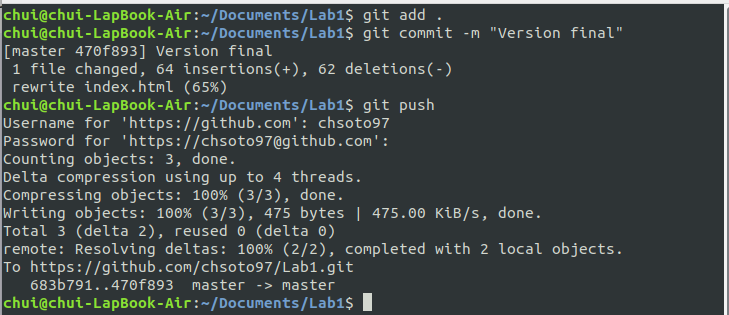 chui@chui-LapBook-Air:~/Documents/Lab1$ git add .
chui@chui-LapBook-Air:~/Documents/Lab1$ git commit -m "Version final"
[master 470f893] Version final
 1 file changed, 64 insertions(+), 62 deletions(-)
 rewrite index.html (65%)
chui@chui-LapBook-Air:~/Documents/Lab1$ git push
Username for 'https://github.com': chsoto97
Password for 'https://chsoto97@github.com':
Counting objects: 3, done.
Delta compression using up to 4 threads.
Compressing objects: 100% (3/3), done.
Writing objects: 100% (3/3), 475 bytes | 475.00 KiB/s, done.
Total 3 (delta 2), reused 0 (delta 0)
remote: Resolving deltas: 100% (2/2), completed with 2 local objects.
To https://github.com/chsoto97/Lab1.git
   683b791..470f893  master -> master
chui@chui-LapBook-Air:~/Documents/Lab1$